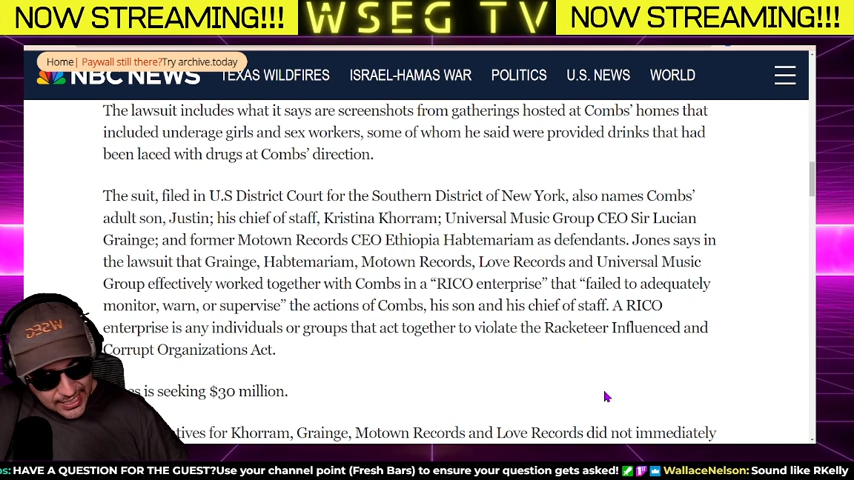 NOW STREAMING!!!
WSEG TV
NOW STREAMING!!!
Home| Paywall still there?Try archive.today
NBC NEWS
TEXAS WILDFIRES
ISRAEL-HAMAS WAR
POLITICS
U.S. NEWS
WORLD
The lawsuit includes what it says are screenshots from gatherings hosted at Combs' homes that
included underage girls and sex workers, some of whom he said were provided drinks that had
been laced with drugs at Combs' direction.
The suit, filed in U.S District Court for the Southern District of New York, also names Combs'
adult son, Justin; his chief of staff, Kristina Khorram; Universal Music Group CEO Sir Lucian
Grainge; and former Motown Records CEO Ethiopia Habtemariam as defendants. Jones says in
the lawsuit that Grainge, Habtemariam, Motown Records, Love Records and Universal Music
Group effectively worked together with Combs in a “RICO enterprise” that “failed to adequately
monitor, warn, or supervise” the actions of Combs, his son and his chief of staff. A RICO
enterprise is any individuals or groups that act together to violate the Racketeer Influenced and
Corrupt Organizations Act.
is seeking $30 million.
for Khorram, Grainge, Motown Records and Love Records did not immediately
HAVE A QUESTION FOR THE GUEST?Use your channel point (Fresh Bars) to ensure your question gets asked! WallaceNelson: Sound like RKelly